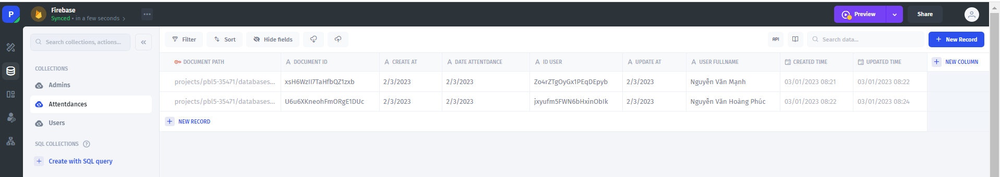 P
Firebase
Synced • in a few seconds
Preview
Share
Search collections, actions...
Filter
Sort
Hide fields
API
Search data...
New Record
COLLECTIONS
Admins
Attentdances
Users
SQL COLLECTIONS ?
Create with SQL query
DOCUMENT PATH DOCUMENT ID CREATE AT DATE ATTENTDANCE ID USER UPDATE AT USER FULLNAME CREATED TIME UPDATED TIME NEW COLUMN
projects/pbl5-35471/databases... xsH6WzII7TaHfbQZ1zxb 2/3/2023 2/3/2023 Zo4rZTgOyGx1PEqDEpyb 2/3/2023 Nguyễn Văn Mạnh 03/01/2023 08:21 03/01/2023 08:22
projects/pbl5-35471/databases... U6u6XKneohFmORgE1DUc 2/3/2023 2/3/2023 jxyufm5FWN6bHxinObIk 2/3/2023 Nguyễn Văn Hoàng Phúc 03/01/2023 08:22 03/01/2023 08:24
NEW RECORD